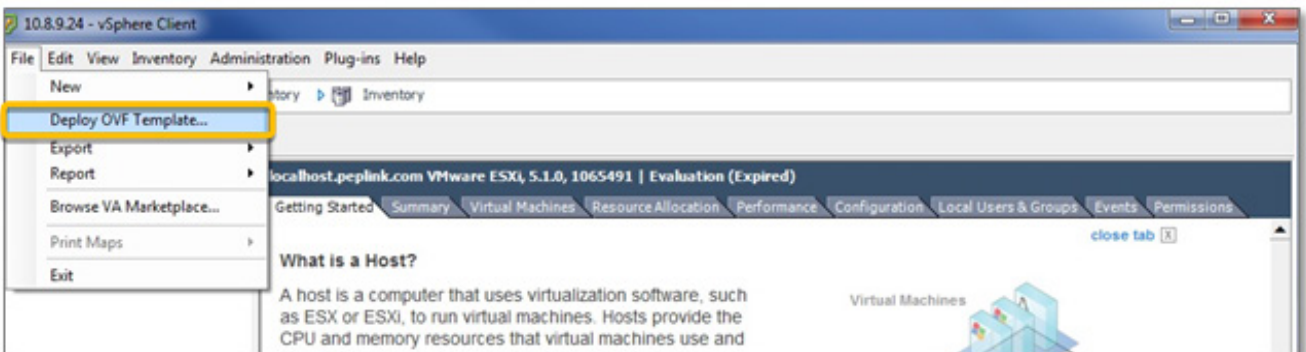 10.8.9.24 - vSphere Client
File Edit View Inventory Administration Plug-ins Help
New
ntory Inventory
Deploy OVF Template...
Export
Report
localhost.peplink.com VMware ESXi, 5.1.0, 1065491 | Evaluation (Expired)
Browse VA Marketplace...
Getting Started Summary Virtual Machines Resource Allocation Performance Configuration Local Users & Groups Events Permissions
Print Maps
close tab X
What is a Host?
Exit
A host is a computer that uses virtualization software, such
Virtual Machines
as ESX or ESXi, to run virtual machines. Hosts provide the
CPU and memory resources that virtual machines use and